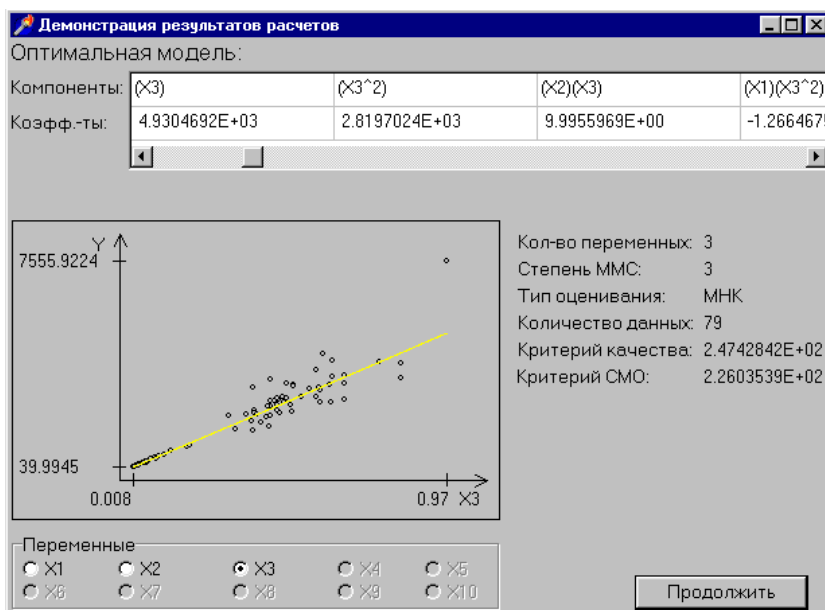 Демонстрация результатов расчетов
Оптимальная модель:
Компоненты: (X3) (X3^2) (X2)(X3) (X1)(X3^2)
Коэфф.-ты: 4.9304692E+03 2.8197024E+03 9.9955969E+00 -1.2664675
Y
7555.9224
39.9945
0.008 0.97 X3
Кол-во переменных: 3
Степень ММС: 3
Тип оценивания: МНК
Количество данных: 79
Критерий качества: 2.4742842E+02
Критерий СМО: 2.2603539E+02
Переменные
X1 X2 X3 X4 X5
X6 X7 X8 X9 X10
Продолжить